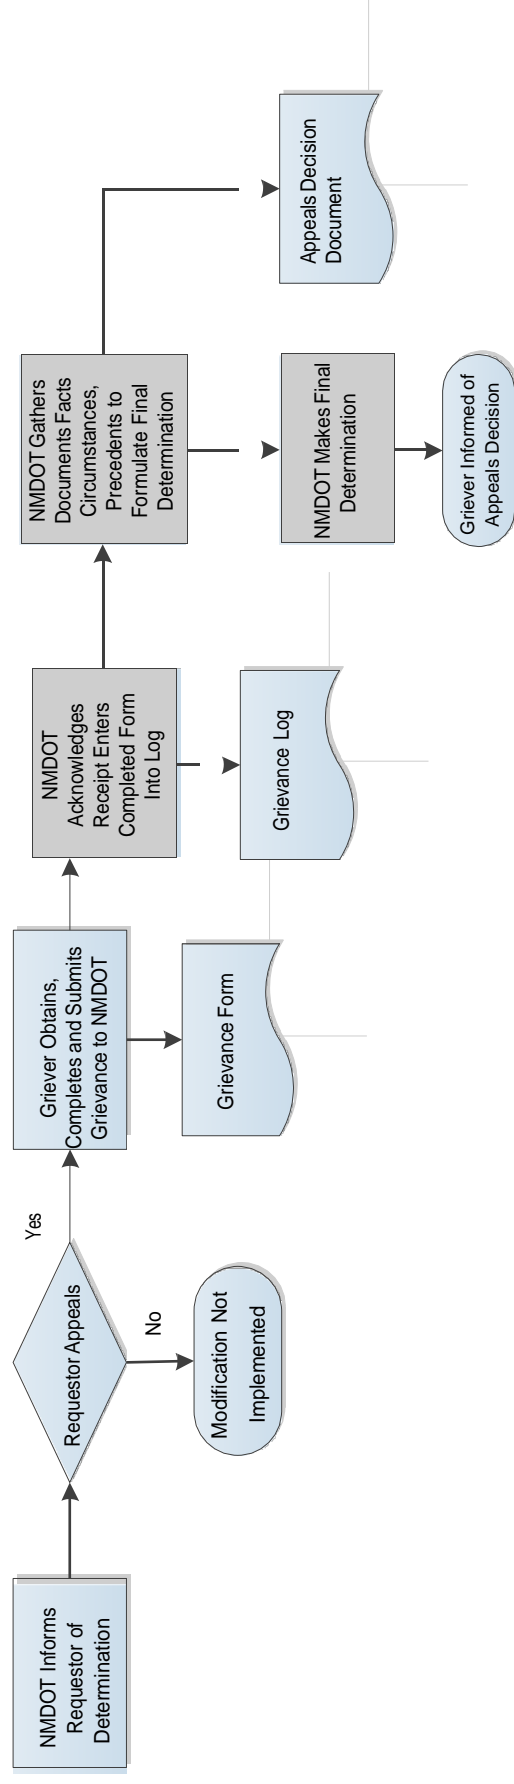 NMDOT Informs
Requestor of
Determination
Requestor Appeals
Yes
No
Modification Not
Implemented
Griever Obtains,
Completes and Submits
Grievance to NMDOT
Grievance Form
NMDOT
Acknowledges
Receipt Enters
Completed Form
Into Log
Grievance Log
NMDOT Gathers
Documents Facts
Circumstances,
Precedents to
Formulate Final
Determination
NMDOT Makes Final
Determination
Griever Informed of
Appeals Decision
Appeals Decision
Document